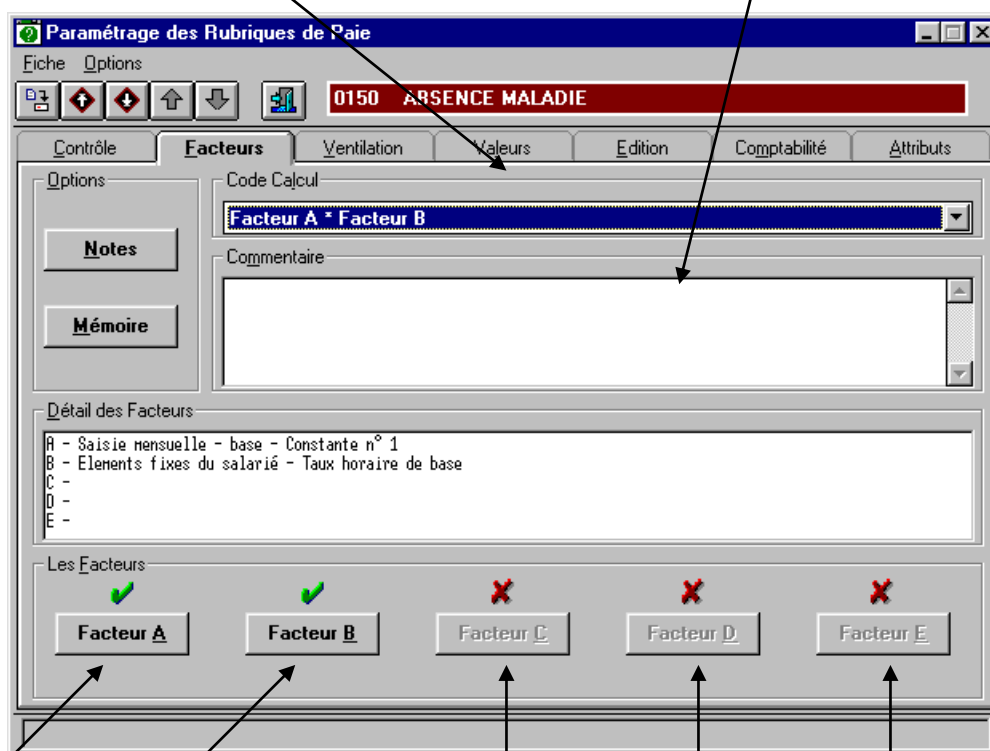 Paramétrage des Rubriques de Paie
Fiche Options
0150 ABSENCE MALADIE
Contrôle Facteurs Ventilation Valeurs Edition Comptabilité Attributs
Options
Code Calcul
Facteur A * Facteur B
Notes
Commentaire
Mémoire
Détail des Facteurs
A - Saisie mensuelle - base - Constante n° 1
B - Elements fixes du salarié - Taux horaire de base
C -
D -
E -
Les Facteurs
Facteur A Facteur B Facteur C Facteur D Facteur E